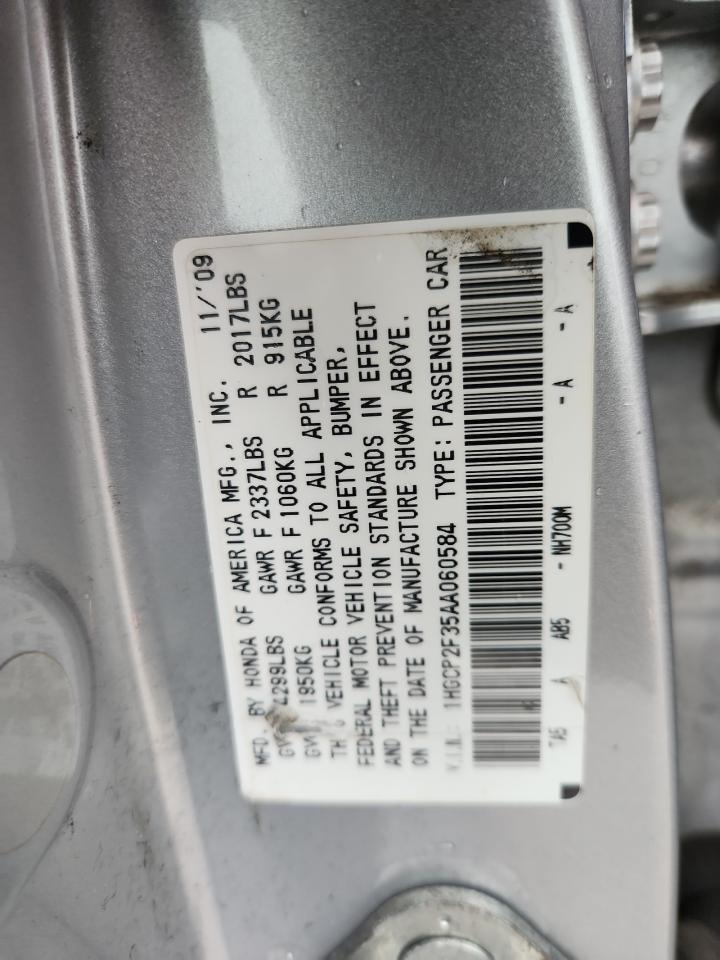 MFD. BY HONDA OF AMERICA MFG., INC. 11/'09
4299LBS GAWR F 2337LBS R 2017LBS
1950KG GAWR F 1060KG R 915KG
VEHICLE CONFORMS TO ALL APPLICABLE
FEDERAL MOTOR VEHICLE SAFETY, BUMPER,
AND THEFT PREVENTION STANDARDS IN EFFECT
ON THE DATE OF MANUFACTURE SHOWN ABOVE.
V.I.N.: 1HGCP2F35AA060584 TYPE: PASSENGER CAR
A AB5 - NH700M - A - A